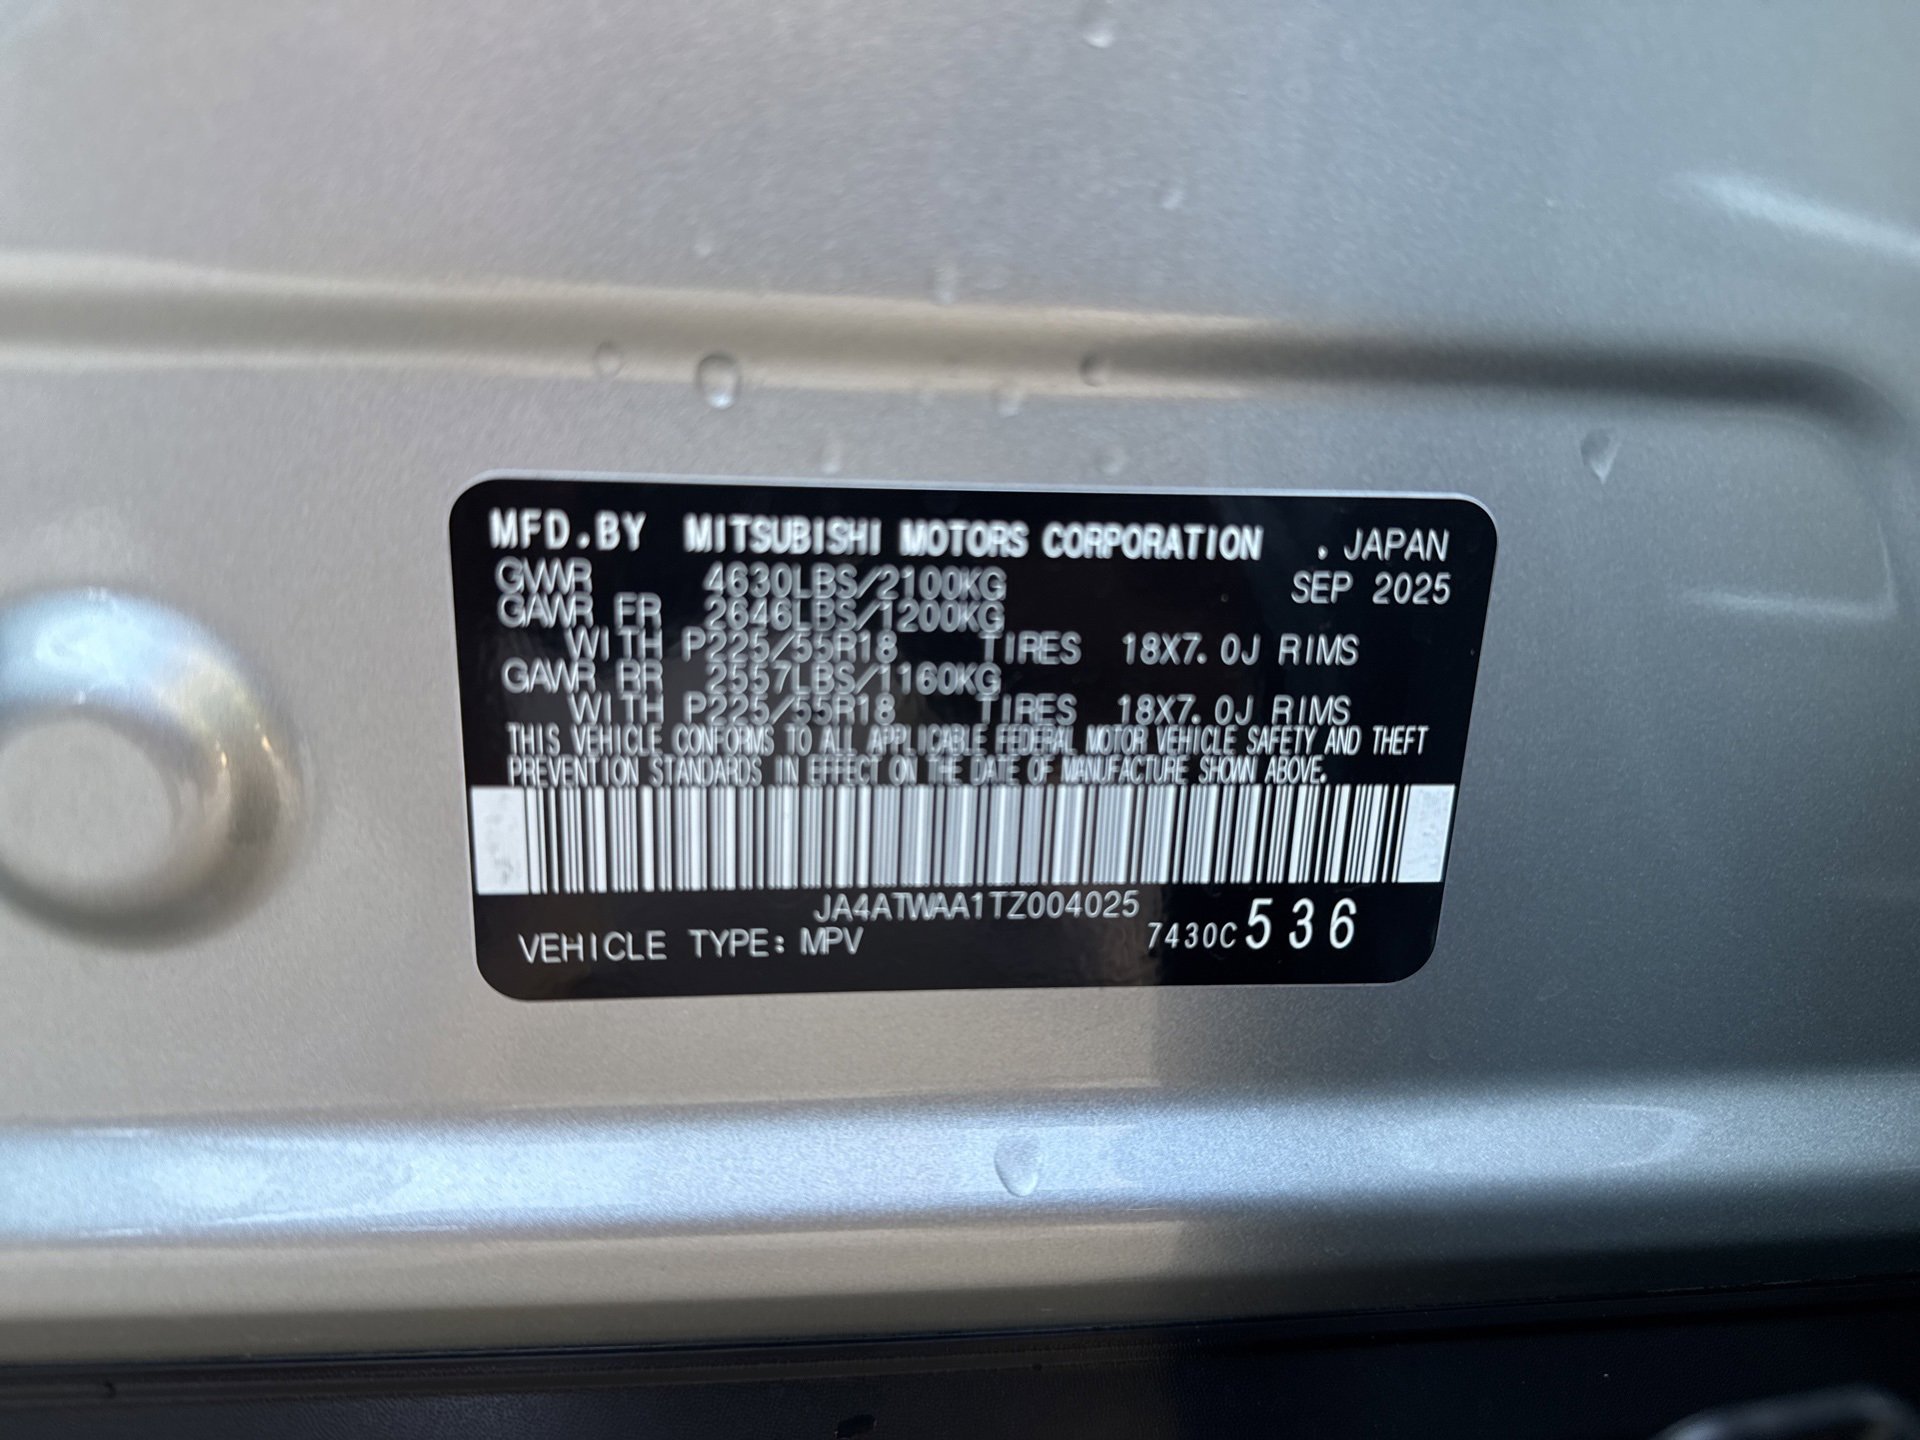 MFD.BY MITSUBISHI MOTORS CORPORATION . JAPAN
GVWR 4630LBS/2100KG SEP 2025
GAWR FR 2646LBS/1200KG
WITH P225/55R18 TIRES 18X7.0J RIMS
GAWR RR 2557LBS/1160KG
WITH P225/55R18 TIRES 18X7.0J RIMS
THIS VEHICLE CONFORMS TO ALL APPLICABLE FEDERAL MOTOR VEHICLE SAFETY AND THEFT
PREVENTION STANDARDS IN EFFECT ON THE DATE OF MANUFACTURE SHOWN ABOVE.
JA4ATWAA1TZ004025
VEHICLE TYPE: MPV 7430C 536